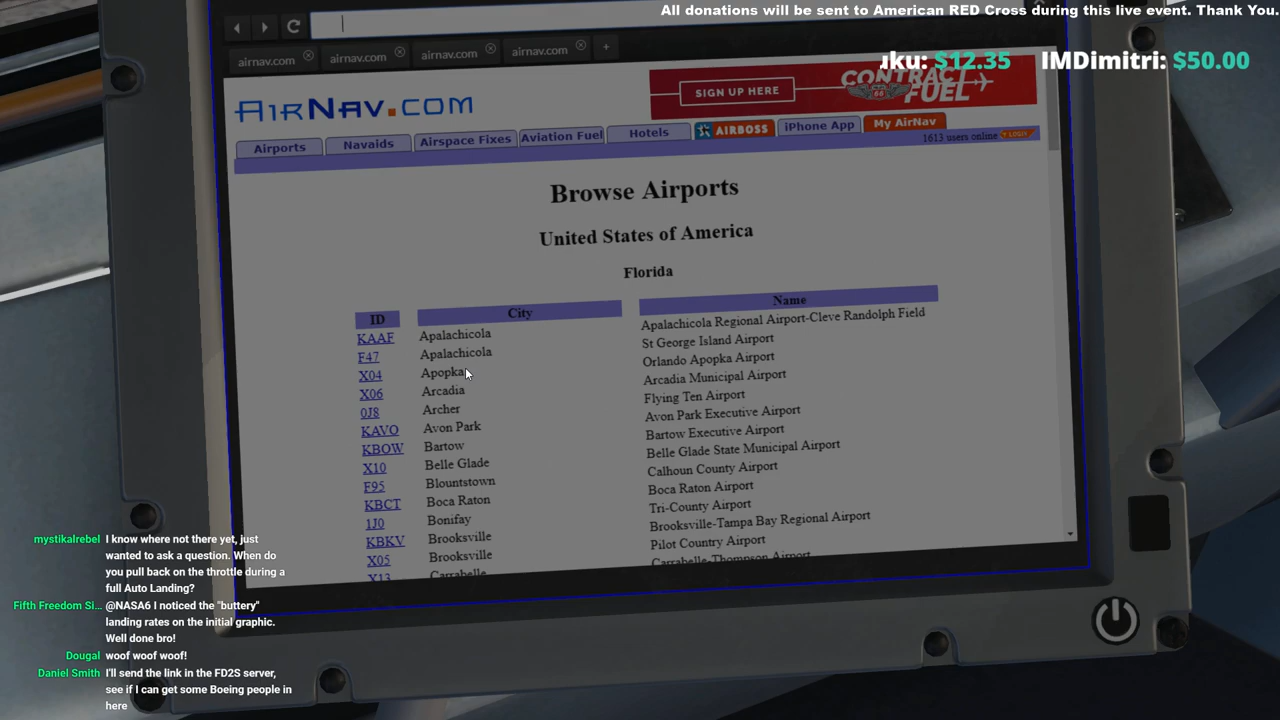 All donations will be sent to American RED Cross during this live event. Thank You.
ıku: $12.35 IMDimitri: $50.00
airnav.com airnav.com airnav.com airnav.com +
AIRNAV.COM
SIGN UP HERE
CONTRACT FUEL
Airports Navaids Airspace Fixes Aviation Fuel Hotels AIRBOSS iPhone App My AirNav
1613 users online LOGIN
Browse Airports
United States of America
Florida
ID City Name
KAAF Apalachicola Apalachicola Regional Airport-Cleve Randolph Field
F47 Apalachicola St George Island Airport
X04 Apopka Orlando Apopka Airport
X06 Arcadia Arcadia Municipal Airport
0J8 Archer Flying Ten Airport
KAVO Avon Park Avon Park Executive Airport
KBOW Bartow Bartow Executive Airport
X10 Belle Glade Belle Glade State Municipal Airport
F95 Blountstown Calhoun County Airport
KBCT Boca Raton Boca Raton Airport
1J0 Bonifay Tri-County Airport
KBKV Brooksville Brooksville-Tampa Bay Regional Airport
X05 Brooksville Pilot Country Airport
X13 Carrabelle Carrabelle-Thompson Airport
mystikalrebel I know where not there yet, just
wanted to ask a question. When do
you pull back on the throttle during a
full Auto Landing?
Fifth Freedom Si... @NASA6 I noticed the "buttery"
landing rates on the initial graphic.
Well done bro!
Dougal woof woof woof!
Daniel Smith I'll send the link in the FD2S server,
see if I can get some Boeing people in
here